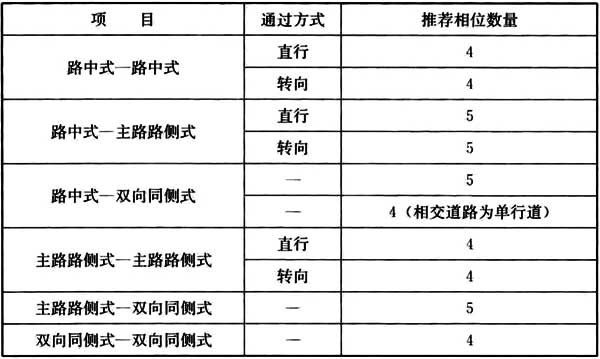 项 目 通过方式 推荐相位数量
路中式—路中式 直行 4
转向 4
路中式—主路路侧式 直行 5
转向 5
路中式—双向同侧式 — 5
— 4（相交道路为单行道）
主路路侧式—主路路侧式 直行 4
转向 4
主路路侧式—双向同侧式 — 5
双向同侧式—双向同侧式 — 4